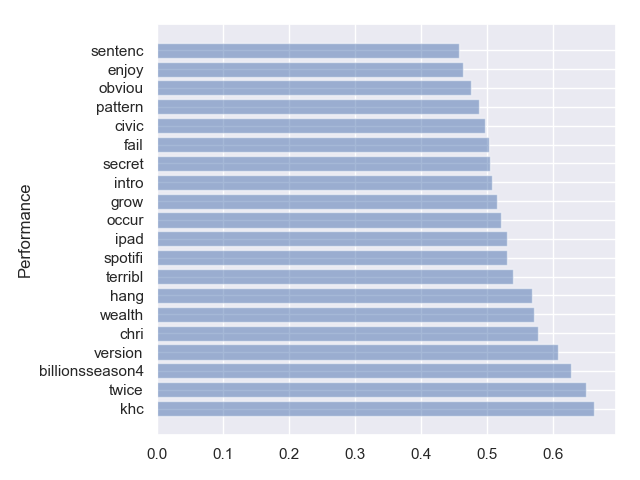 sentenc
enjoy
obviou
pattern
civic
fail
secret
intro
grow
occur
ipad
spotifi
terribl
hang
wealth
chri
version
billionsseason4
twice
khc
Performance
0.0 0.1 0.2 0.3 0.4 0.5 0.6